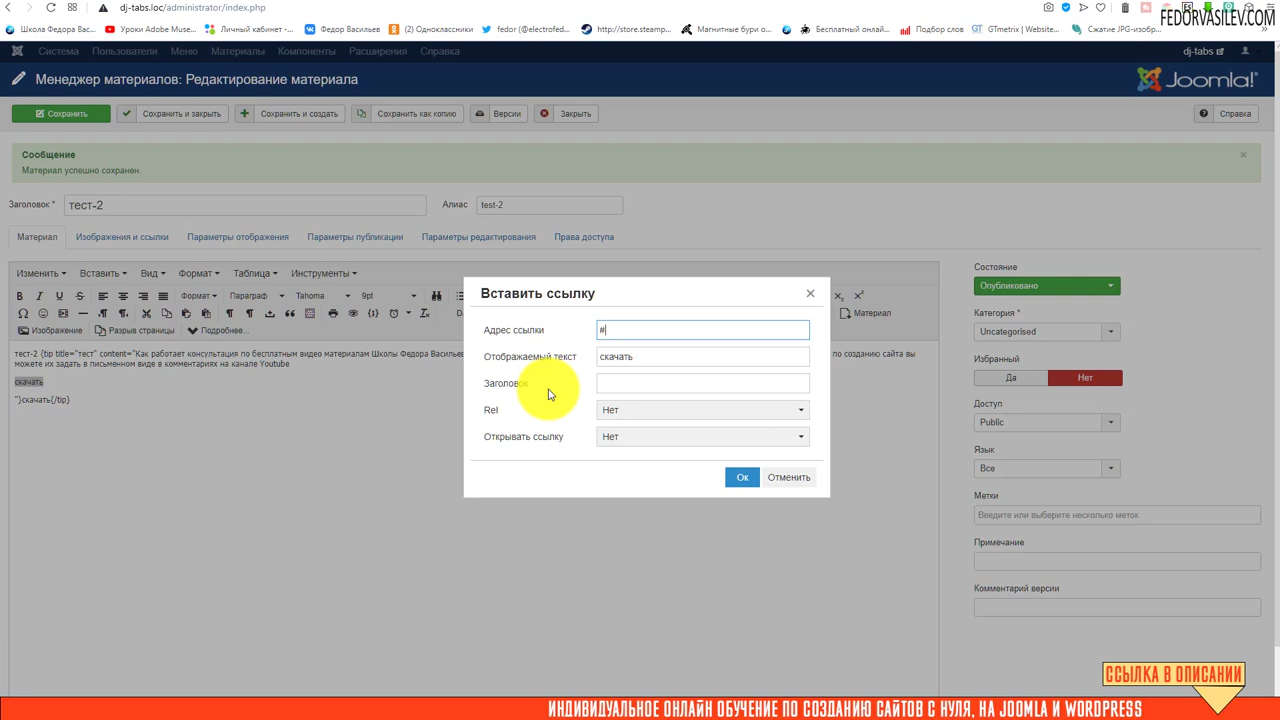 dj-tabs.loc/administrator/index.php
FEDORVASILEV.COM
Школа Федора Вас...
Уроки Adobe Muse...
Личный кабинет -...
Федор Васильев
(2) Одноклассники
fedor (@electrofed...
http://store.steamp...
Магнитные бури о...
Бесплатный онлай...
Подбор слов
GTmetrix | Website...
Сжатие JPG-изобр...
Система Пользователи Меню Материалы Компоненты Расширения Справка
dj-tabs
Менеджер материалов: Редактирование материала
Joomla!
Сохранить
Сохранить и закрыть
Сохранить и создать
Сохранить как копию
Версии
Закрыть
Справка
Сообщение
Материал успешно сохранен.
Заголовок * тест-2
Алиас test-2
Материал
Изображения и ссылки
Параметры отображения
Параметры публикации
Параметры редактирования
Права доступа
Изменить Вставить Вид Формат Таблица Инструменты
Формат Параграф Tahoma 9pt
Материал
Изображение Разрыв страницы Подробнее...
тест-2 {tip title="тест" content="Как работает консультация по бесплатным видео материалам Школы Федора Васильев
по созданию сайта вы
можете их задать в письменном виде в комментариях на канале Youtube
скачать
"}скачать{/tip}
Вставить ссылку
Адрес ссылки #
Отображаемый текст скачать
Заголовок
Rel Нет
Открывать ссылку Нет
Ок Отменить
Состояние
Опубликовано
Категория *
Uncategorised
Избранный
Да Нет
Доступ
Public
Язык
Все
Метки
Введите или выберите несколько меток
Примечание
Комментарий версии
ССЫЛКА В ОПИСАНИИ
ИНДИВИДУАЛЬНОЕ ОНЛАЙН ОБУЧЕНИЕ ПО СОЗДАНИЮ САЙТОВ С НУЛЯ, НА JOOMLA И WORDPRESS